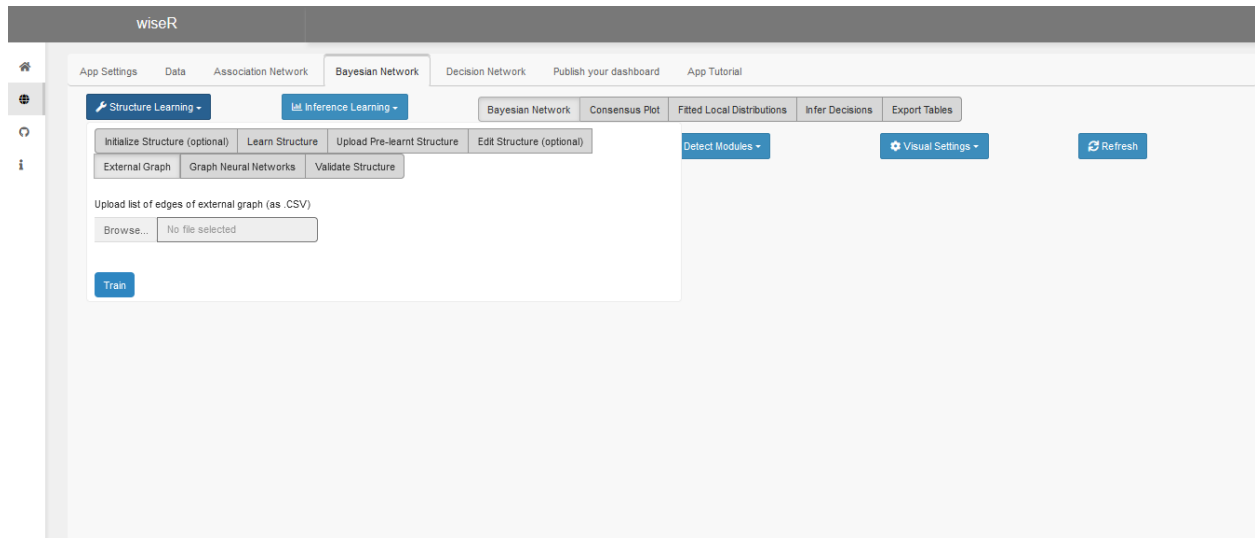 wiseR
App Settings Data Association Network Bayesian Network Decision Network Publish your dashboard App Tutorial
Structure Learning Inference Learning Bayesian Network Consensus Plot Fitted Local Distributions Infer Decisions Export Tables
Initialize Structure (optional) Learn Structure Upload Pre-learnt Structure Edit Structure (optional) Detect Modules Visual Settings Refresh
External Graph Graph Neural Networks Validate Structure
Upload list of edges of external graph (as .CSV)
Browse... No file selected
Train